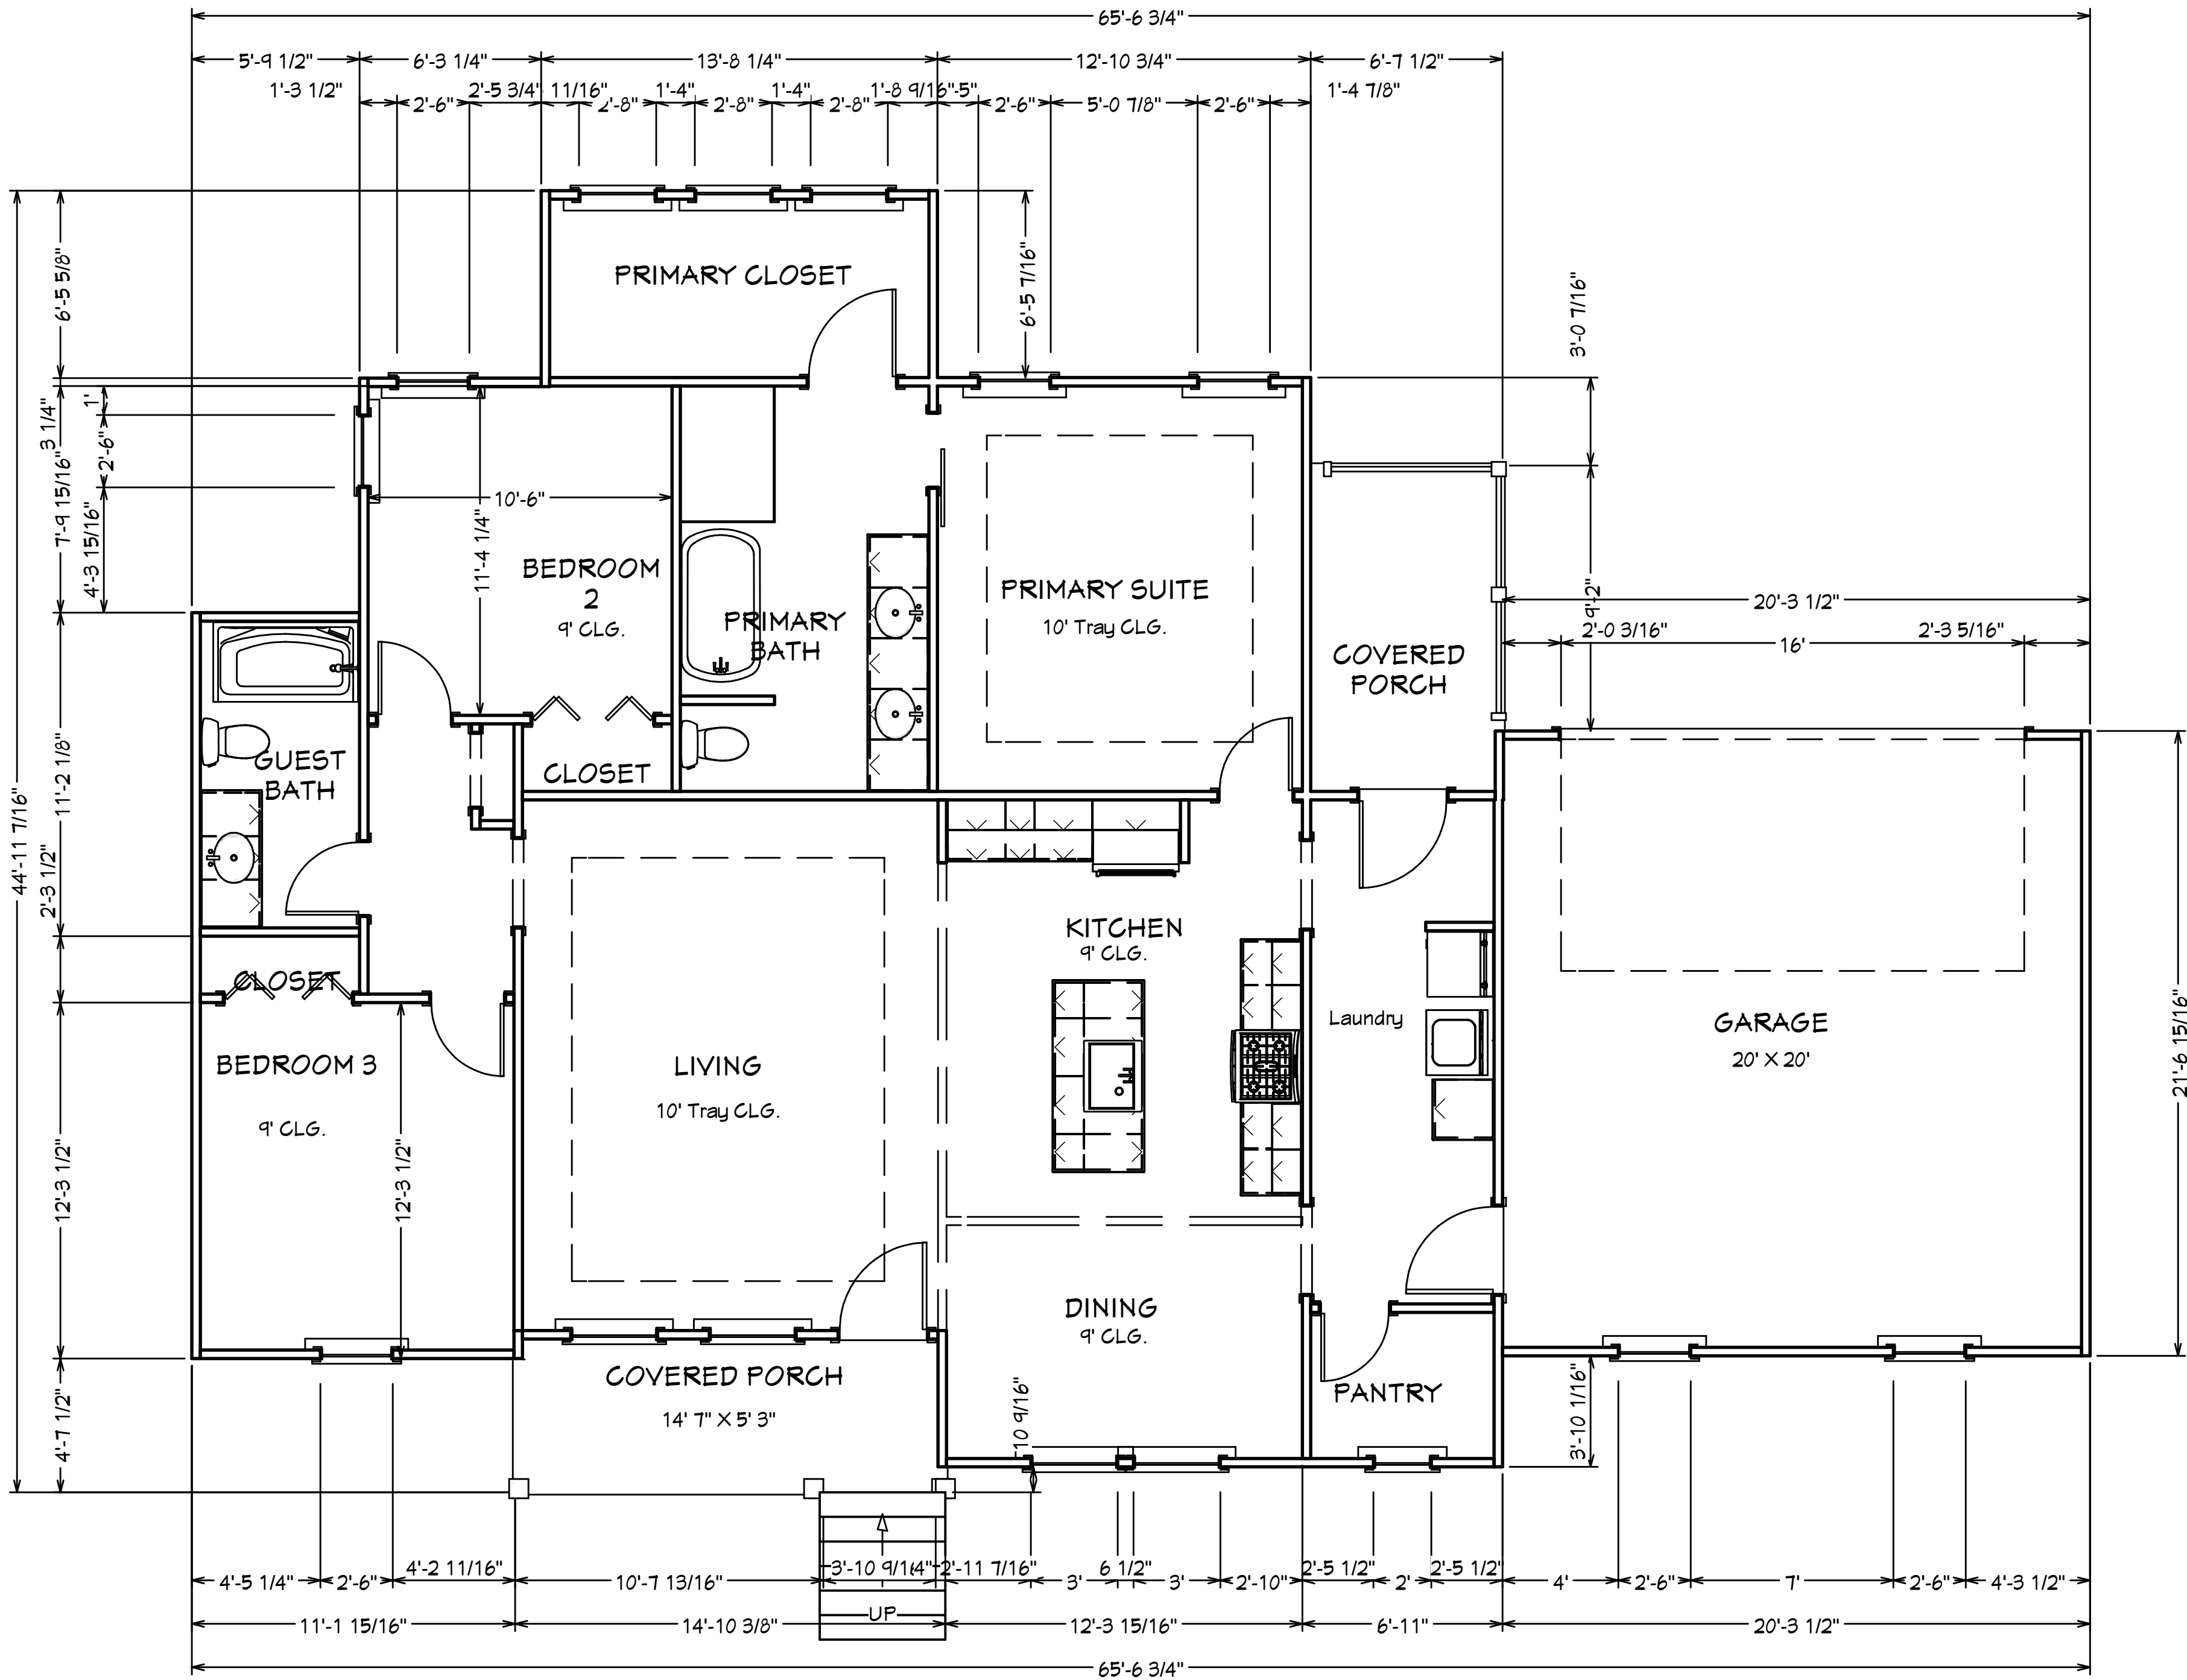 65'-6 3/4"
5'-9 1/2" 6'-3 1/4" 13'-8 1/4" 12'-10 3/4" 6'-7 1/2"
1'-3 1/2" 2'-6" 2'-5 3/4" 11/16" 2'-8" 1'-4" 2'-8" 1'-4" 2'-8" 1'-8 9/16" 5" 2'-6" 5'-0 7/8" 2'-6" 1'-4 7/8"
6'-5 5/8"
PRIMARY CLOSET
6'-5 7/16"
3'-0 7/16"
3 1/4"
1'
2'-6"
7'-9 15/16"
4'-3 15/16"
10'-6"
11'-4 1/4"
BEDROOM
2
9' CLG.
PRIMARY
BATH
PRIMARY SUITE
10' Tray CLG.
9'-2"
20'-3 1/2"
2'-0 3/16" 16' 2'-3 5/16"
COVERED
PORCH
44'-11 7/16"
11'-2 1/8"
GUEST
BATH
CLOSET
2'-3 1/2"
KITCHEN
9' CLG.
CLOSET
Laundry
GARAGE
20' X 20'
21'-6 15/16"
BEDROOM 3
9' CLG.
LIVING
10' Tray CLG.
12'-3 1/2"
12'-3 1/2"
DINING
9' CLG.
COVERED PORCH
14' 7" X 5' 3"
PANTRY
10 9/16"
3'-10 1/16"
4'-7 1/2"
4'-5 1/4" 2'-6" 4'-2 11/16" 10'-7 13/16" 3'-10 9/16" 4" 2'-11 7/16" 3' 6 1/2" 3' 2'-10" 2'-5 1/2" 2' 2'-5 1/2" 4' 2'-6" 7' 2'-6" 4'-3 1/2"
UP
11'-1 15/16" 14'-10 3/8" 12'-3 15/16" 6'-11" 20'-3 1/2"
65'-6 3/4"